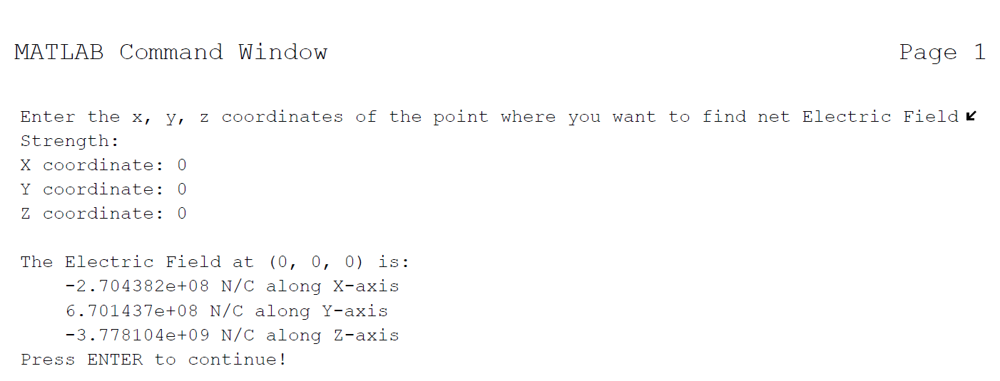 MATLAB Command Window Page 1
Enter the x, y, z coordinates of the point where you want to find net Electric Field
Strength:
X coordinate: 0
Y coordinate: 0
Z coordinate: 0
The Electric Field at (0, 0, 0) is:
-2.704382e+08 N/C along X-axis
6.701437e+08 N/C along Y-axis
-3.778104e+09 N/C along Z-axis
Press ENTER to continue!